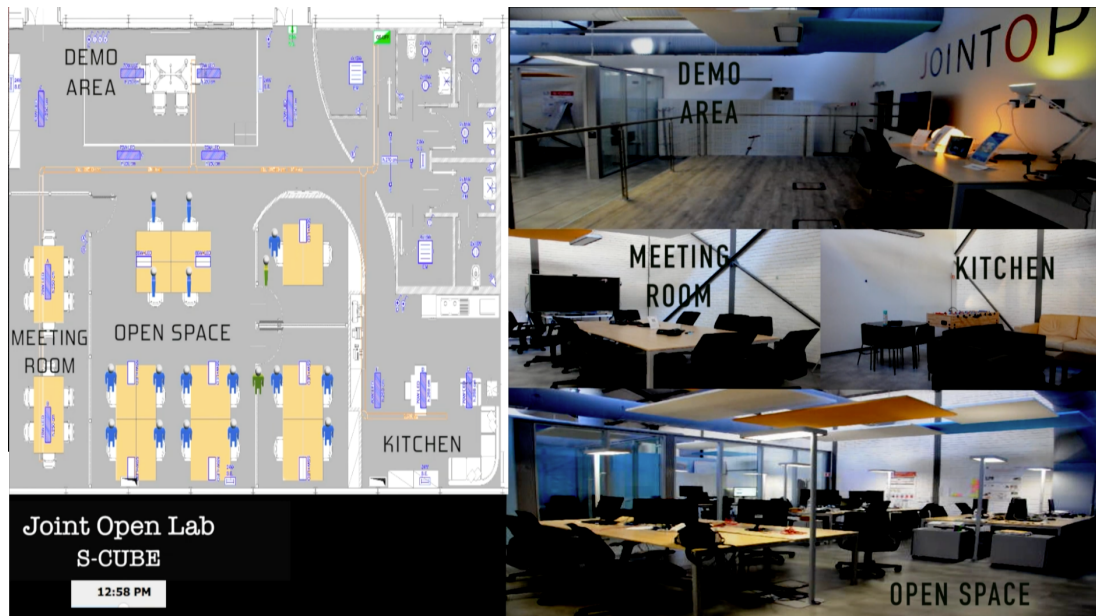 DEMO
AREA
MEETING
ROOM
OPEN SPACE
KITCHEN
Joint Open Lab
S-CUBE
12:58 PM
JOINTOP
DEMO
AREA
MEETING
ROOM
KITCHEN
OPEN SPACE